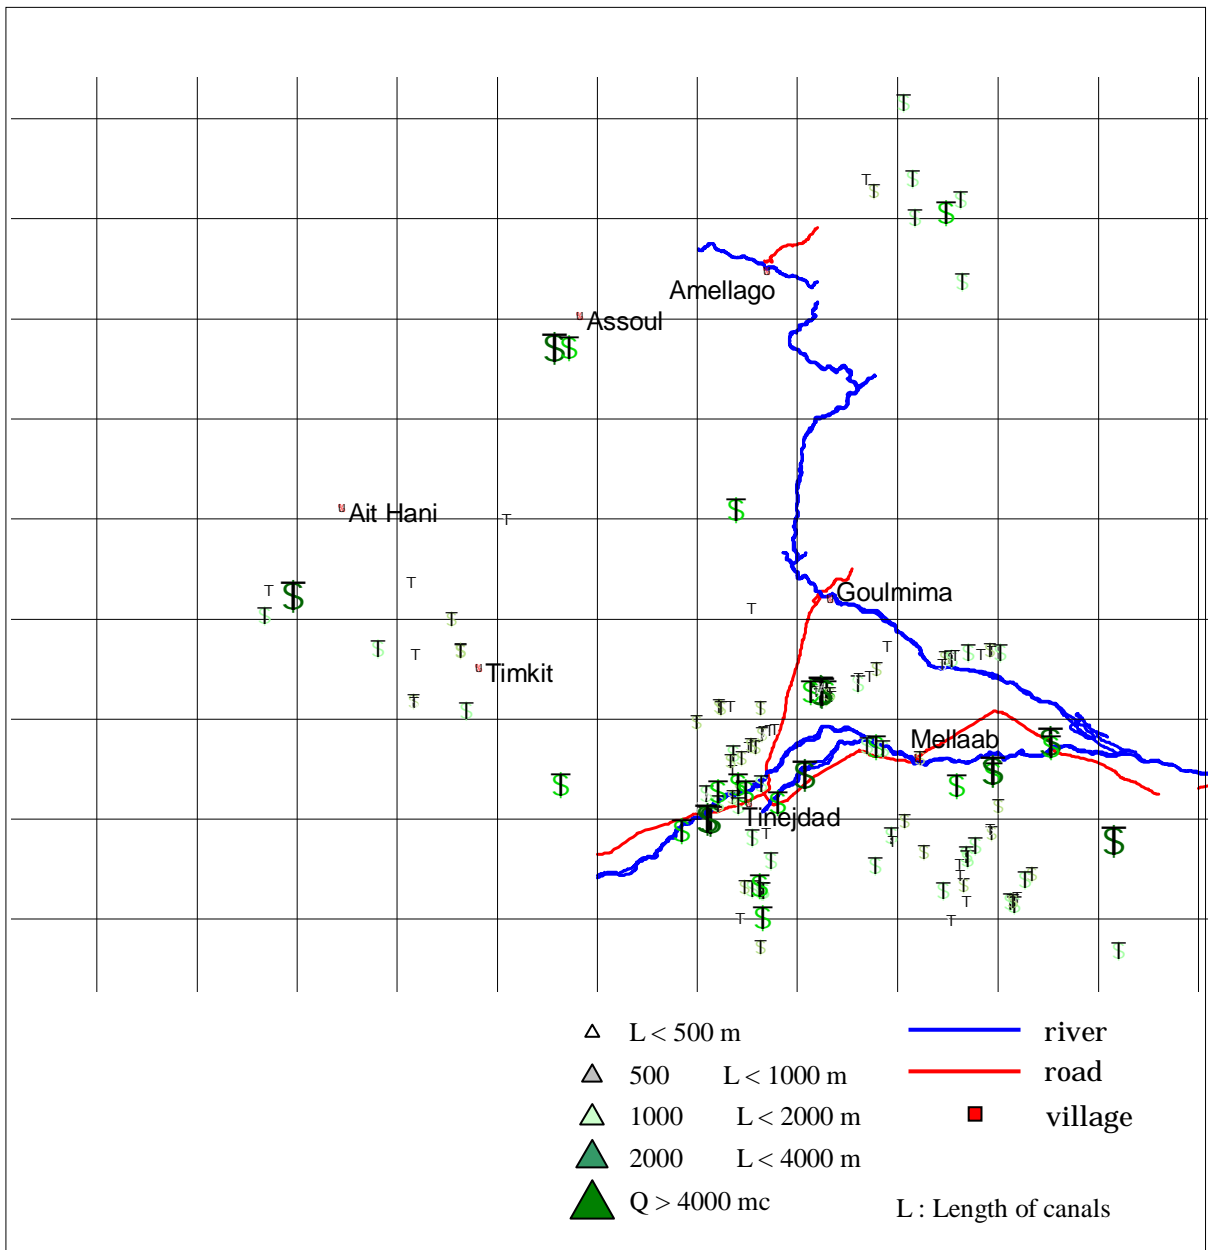 Amellago
Assoul
Ait Hani
Goulmima
Timkit
Mellaab
Tinejdad
L < 500 m
500 L < 1000 m
1000 L < 2000 m
2000 L < 4000 m
Q > 4000 mc
river
road
village
L : Length of canals